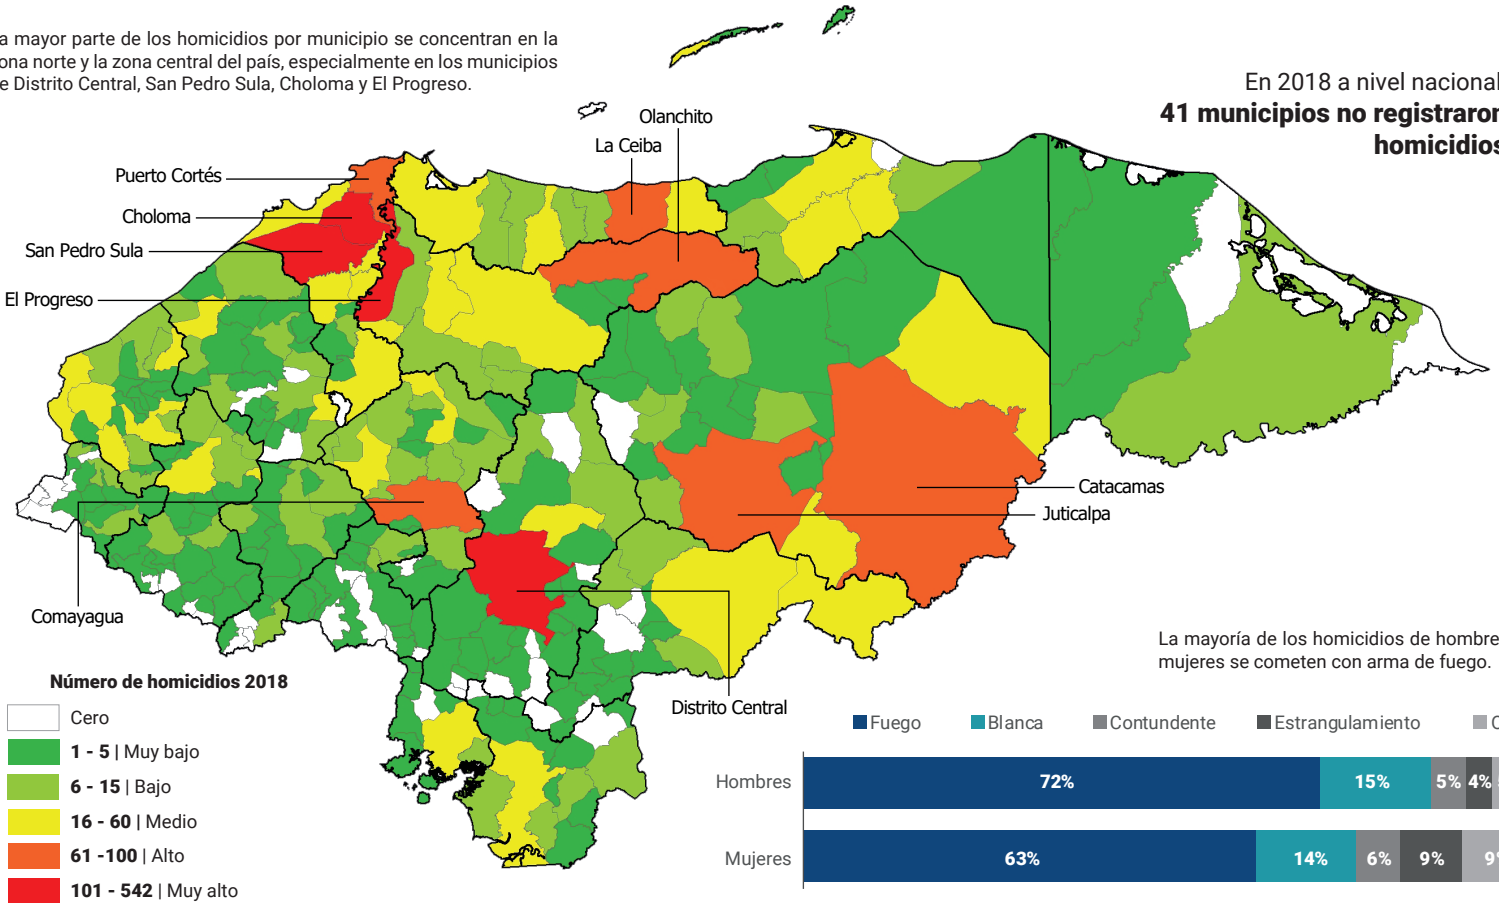 a mayor parte de los homicidios por municipio se concentran en la
ona norte y la zona central del país, especialmente en los municipios
e Distrito Central, San Pedro Sula, Choloma y El Progreso.
En 2018 a nivel nacional
41 municipios no registraron
homicidios
Olanchito
La Ceiba
Puerto Cortés
Choloma
San Pedro Sula
El Progreso
Catacamas
Juticalpa
Comayagua
Distrito Central
Número de homicidios 2018
Cero
1 - 5 | Muy bajo
6 - 15 | Bajo
16 - 60 | Medio
61 -100 | Alto
101 - 542 | Muy alto
La mayoría de los homicidios de hombre
mujeres se cometen con arma de fuego.
Fuego Blanca Contundente Estrangulamiento
Hombres 72% 15% 5% 4%
Mujeres 63% 14% 6% 9% 9